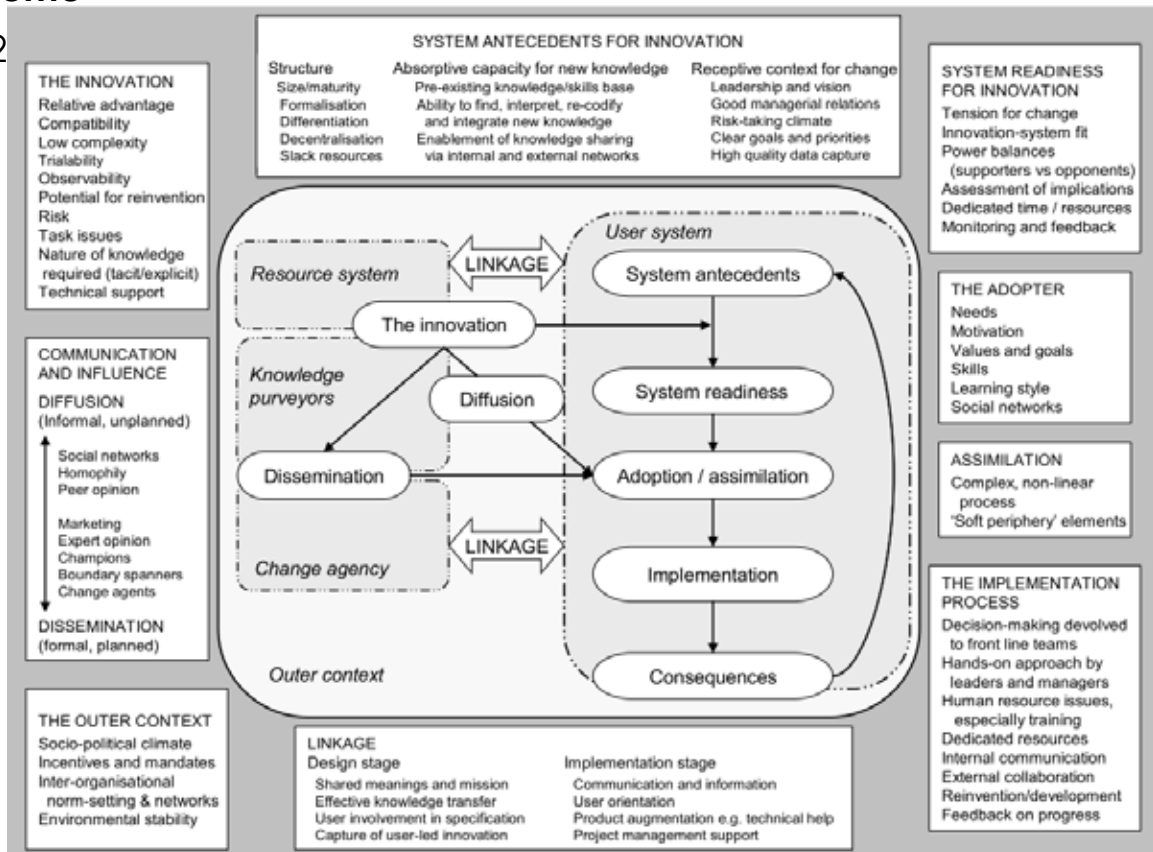 2
SYSTEM ANTECEDENTS FOR INNOVATION
Structure
Size/maturity
Formalisation
Differentiation
Decentralisation
Slack resources
Absorptive capacity for new knowledge
Pre-existing knowledge/skills base
Ability to find, interpret, re-codify
and integrate new knowledge
Enablement of knowledge sharing
via internal and external networks
Receptive context for change
Leadership and vision
Good managerial relations
Risk-taking climate
Clear goals and priorities
High quality data capture
THE INNOVATION
Relative advantage
Compatibility
Low complexity
Trialability
Observability
Potential for reinvention
Risk
Task issues
Nature of knowledge
required (tacit/explicit)
Technical support
COMMUNICATION
AND INFLUENCE
DIFFUSION
(Informal, unplanned)
Social networks
Homophily
Peer opinion
Marketing
Expert opinion
Champions
Boundary spanners
Change agents
DISSEMINATION
(formal, planned)
THE OUTER CONTEXT
Socio-political climate
Incentives and mandates
Inter-organisational
norm-setting & networks
Environmental stability
Resource system
LINKAGE
User system
System antecedents
The innovation
Knowledge
purveyors
Diffusion
System readiness
Dissemination
Adoption / assimilation
LINKAGE
Change agency
Implementation
Outer context
Consequences
LINKAGE
Design stage
Shared meanings and mission
Effective knowledge transfer
User involvement in specification
Capture of user-led innovation
Implementation stage
Communication and information
User orientation
Product augmentation e.g. technical help
Project management support
SYSTEM READINESS
FOR INNOVATION
Tension for change
Innovation-system fit
Power balances
(supporters vs opponents)
Assessment of implications
Dedicated time / resources
Monitoring and feedback
THE ADOPTER
Needs
Motivation
Values and goals
Skills
Learning style
Social networks
ASSIMILATION
Complex, non-linear
process
'Soft periphery' elements
THE IMPLEMENTATION
PROCESS
Decision-making devolved
to front line teams
Hands-on approach by
leaders and managers
Human resource issues,
especially training
Dedicated resources
Internal communication
External collaboration
Reinvention/development
Feedback on progress